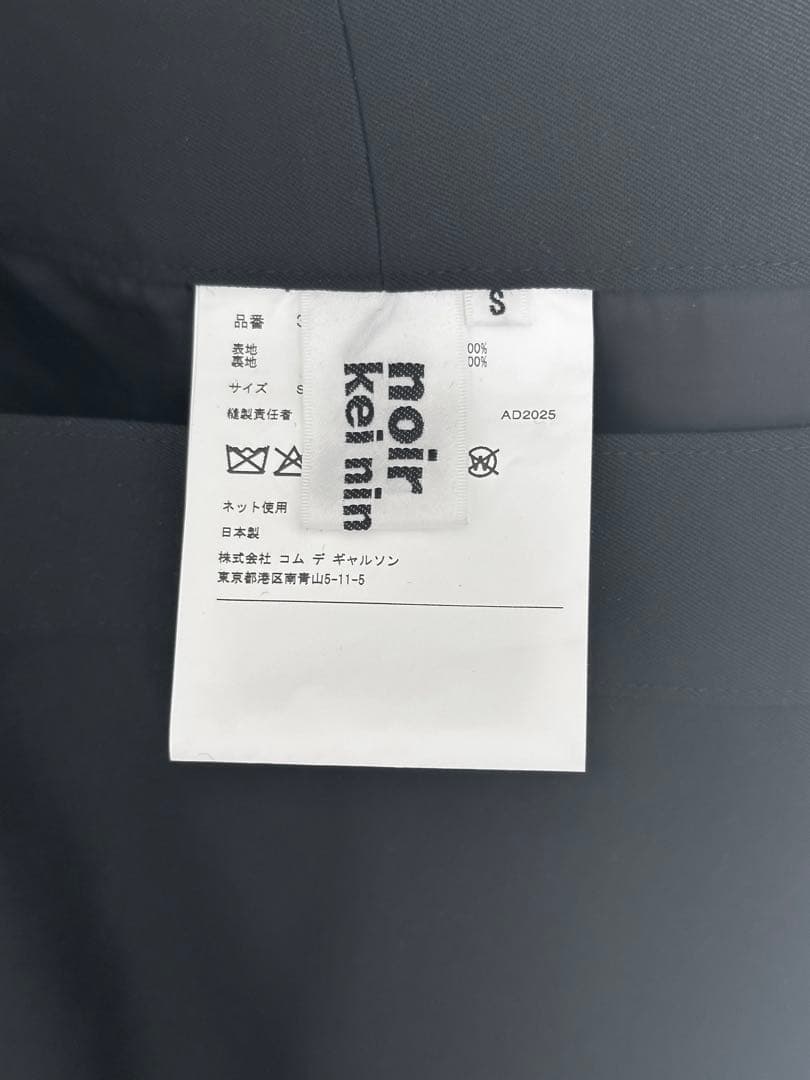 S
品番
表地 00%
裏地 00%
サイズ S
縫製責任者 AD2025
noir
kei nin
W
ネット使用
日本製
株式会社 コム デ ギャルソン
東京都港区南青山5-11-5